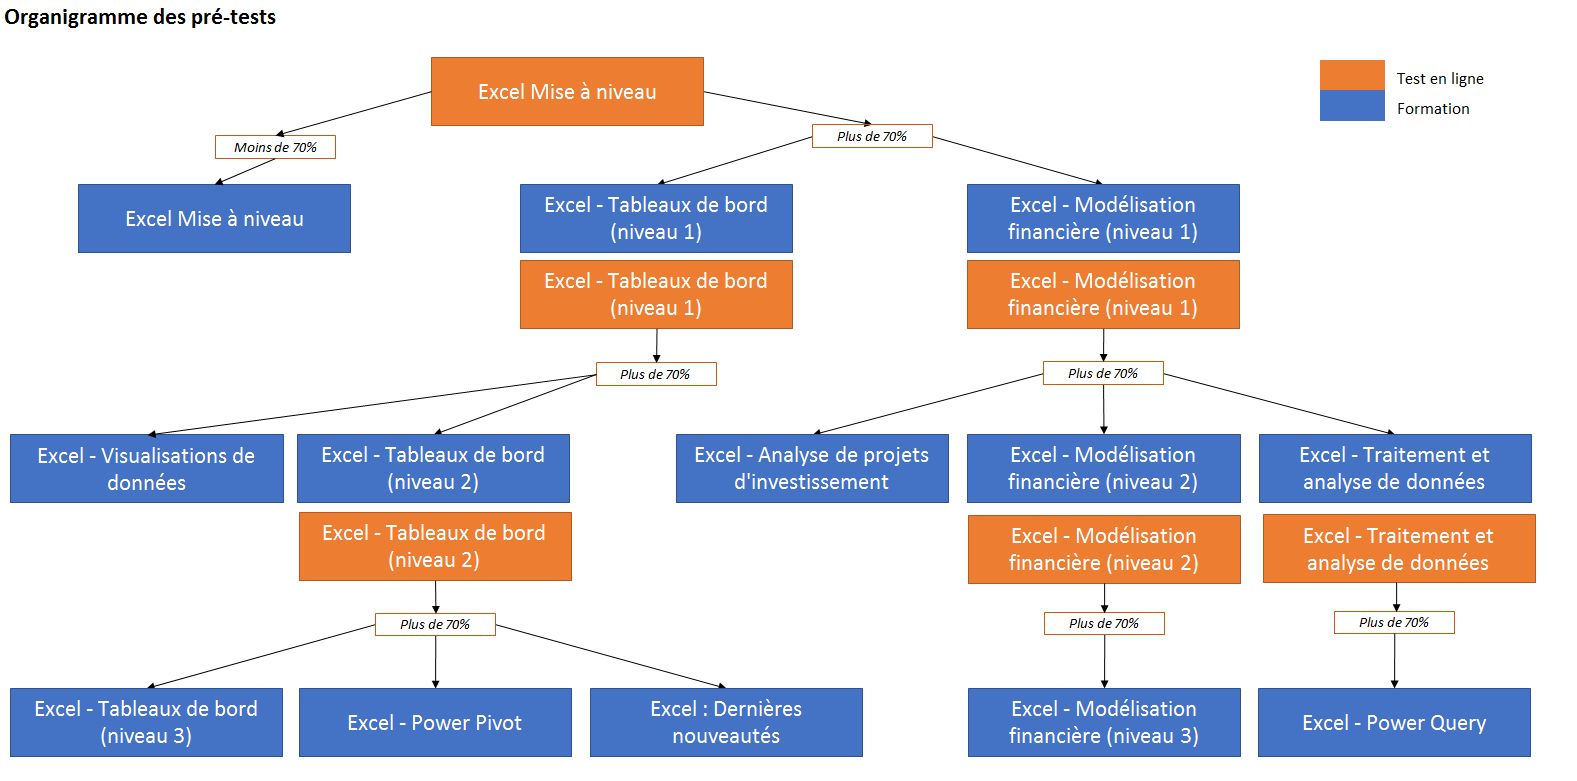 Organigramme des pré-tests
Excel Mise à niveau
Test en ligne
Formation
Moins de 70%
Plus de 70%
Excel Mise à niveau
Excel - Tableaux de bord
(niveau 1)
Excel - Modélisation
financière (niveau 1)
Excel - Tableaux de bord
(niveau 1)
Excel - Modélisation
financière (niveau 1)
Plus de 70%
Plus de 70%
Excel - Visualisations de
données
Excel - Tableaux de bord
(niveau 2)
Excel - Analyse de projets
d'investissement
Excel - Modélisation
financière (niveau 2)
Excel - Traitement et
analyse de données
Excel - Tableaux de bord
(niveau 2)
Excel - Modélisation
financière (niveau 2)
Excel - Traitement et
analyse de données
Plus de 70%
Plus de 70%
Plus de 70%
Excel - Tableaux de bord
(niveau 3)
Excel - Power Pivot
Excel : Dernières
nouveautés
Excel - Modélisation
financière (niveau 3)
Excel - Power Query